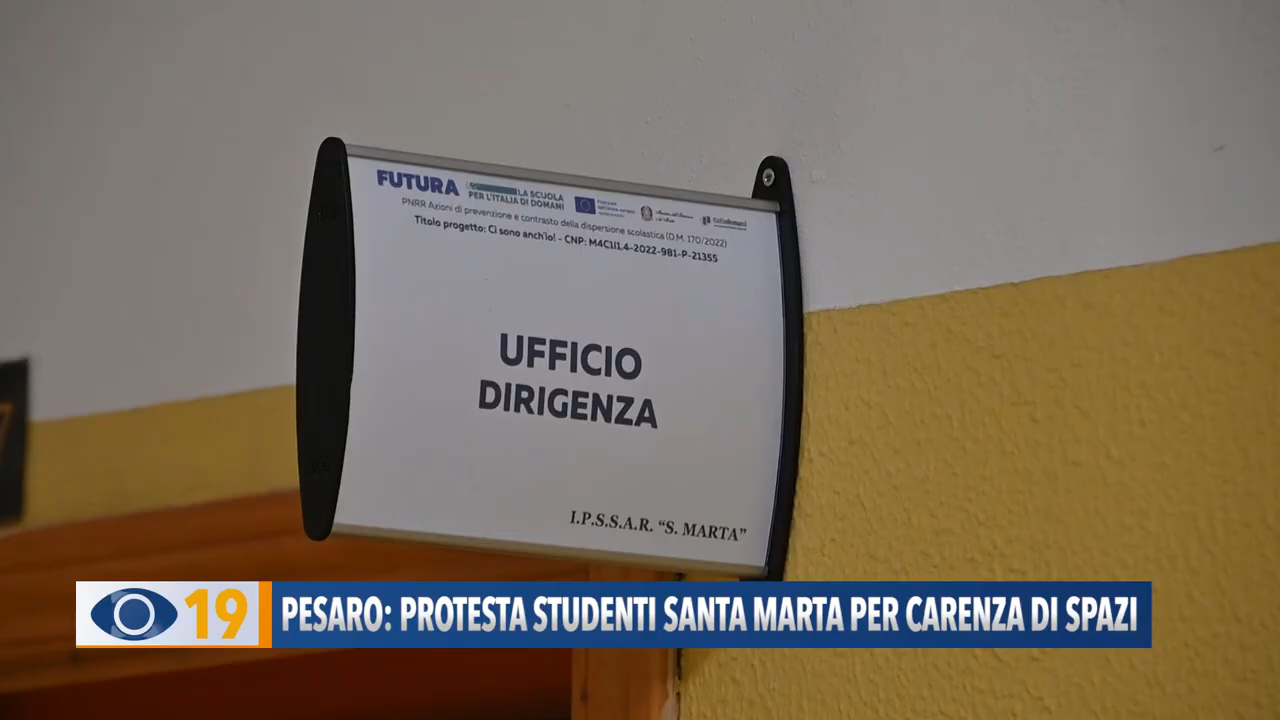 FUTURA
LA SCUOLA
PER L'ITALIA DI DOMANI
PNRR Azioni di prevenzione e contrasto della dispersione scolastica (D.M. 170/2022)
Titolo progetto: Ci sono anch'io! - CNP: M4C1I1.4-2022-981-P-21355
UFFICIO
DIRIGENZA
I.P.S.S.A.R. “S. MARTA”
19
PESARO: PROTESTA STUDENTI SANTA MARTA PER CARENZA DI SPAZI